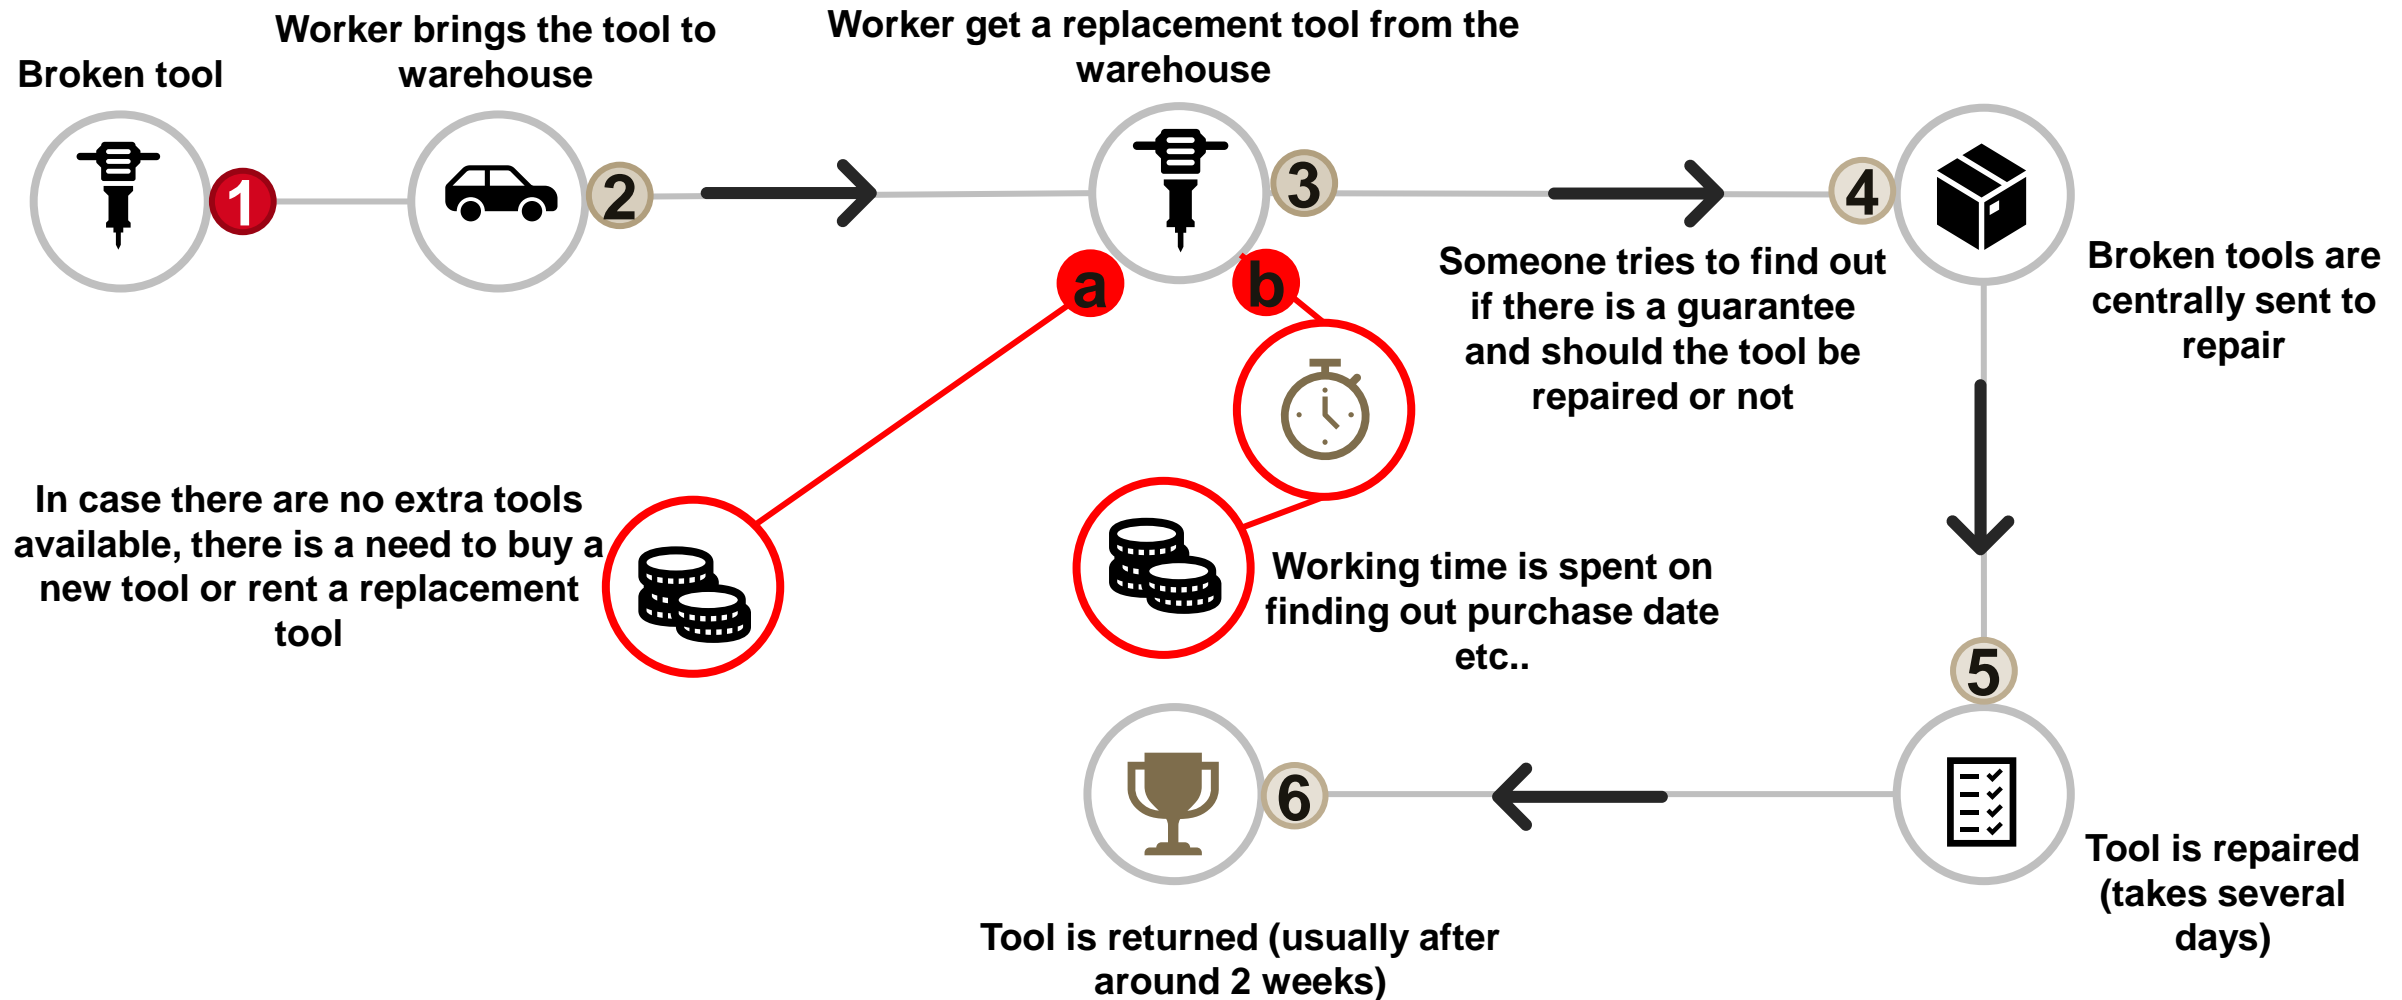 Broken tool
1
Worker brings the tool to
warehouse
2
Worker get a replacement tool from the
warehouse
3
a
b
In case there are no extra tools
available, there is a need to buy a
new tool or rent a replacement
tool
Working time is spent on
finding out purchase date
etc..
Someone tries to find out
if there is a guarantee
and should the tool be
repaired or not
4
Broken tools are
centrally sent to
repair
5
Tool is repaired
(takes several
days)
6
Tool is returned (usually after
around 2 weeks)